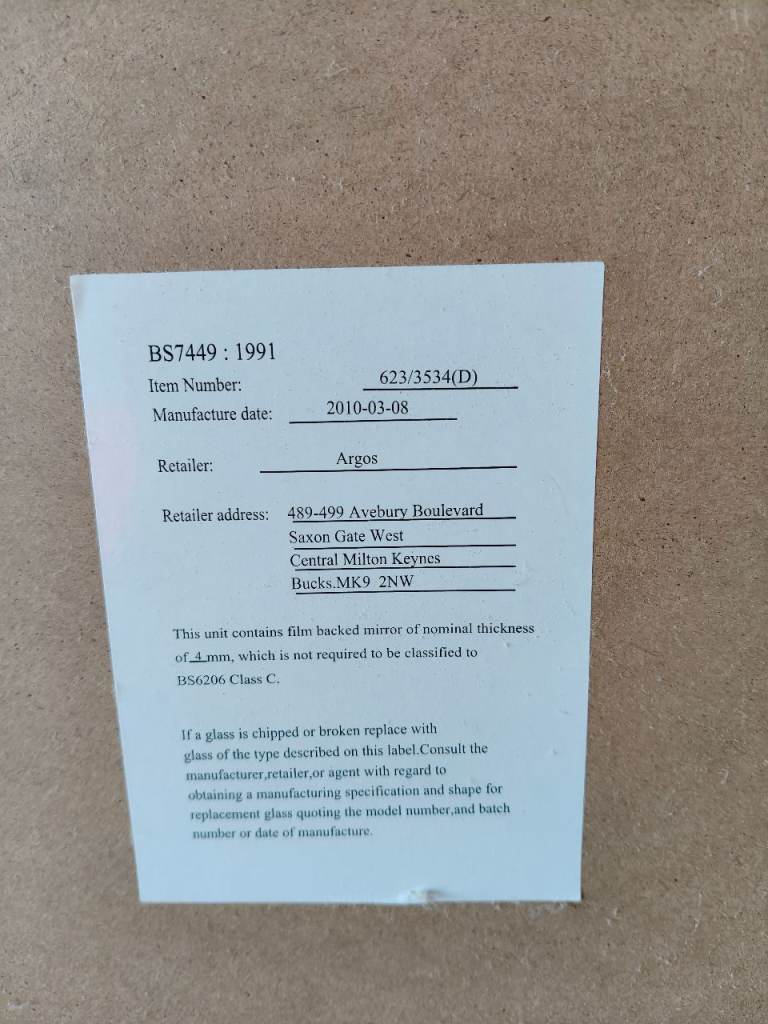 BS7449 : 1991
Item Number: 623/3534(D)
Manufacture date: 2010-03-08
Retailer: Argos
Retailer address: 489-499 Avebury Boulevard
Saxon Gate West
Central Milton Keynes
Bucks.MK9 2NW
This unit contains film backed mirror of nominal thickness
of 4 mm, which is not required to be classified to
BS6206 Class C.
If a glass is chipped or broken replace with
glass of the type described on this label.Consult the
manufacturer,retailer,or agent with regard to
obtaining a manufacturing specification and shape for
replacement glass quoting the model number,and batch
number or date of manufacture.